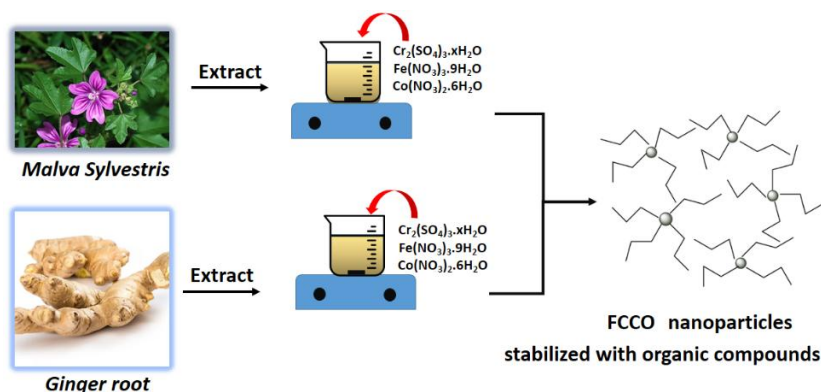 Extract
Cr₂(SO₄)₃.xH₂O
Fe(NO₃)₃.9H₂O
Co(NO₃)₂.6H₂O
Malva Sylvestris
Extract
Cr₂(SO₄)₃.xH₂O
Fe(NO₃)₃.9H₂O
Co(NO₃)₂.6H₂O
Ginger root
FCCO nanoparticles
stabilized with organic compounds